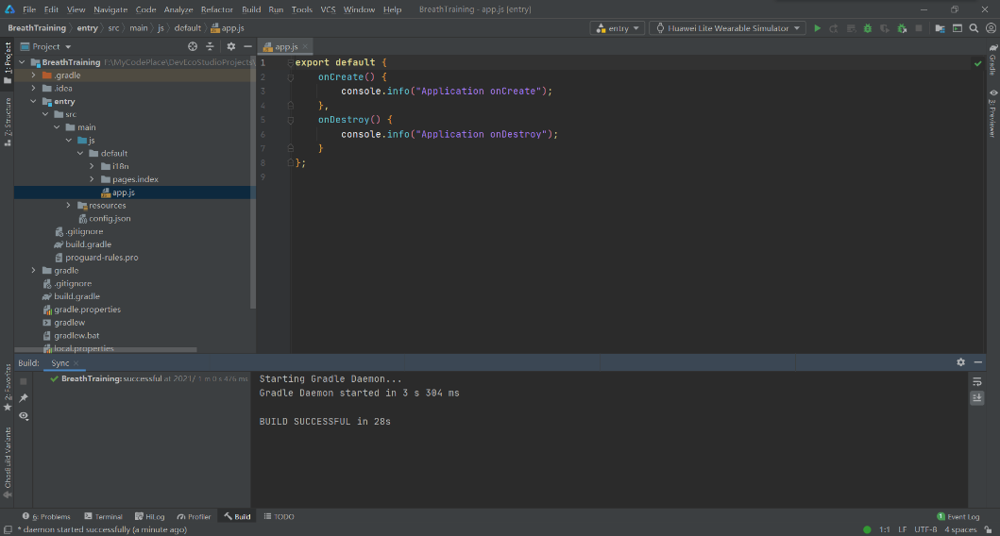 File Edit View Navigate Code Analyze Refactor Build Run Tools VCS Window Help BreathTraining - app.js [entry]
BreathTraining entry src main js default app.js entry Huawei Lite Wearable Simulator
1: Project
Z: Structure
2: Favorites
OhosBuild Variants
Project
BreathTraining F:\MyCodePlace\DevEcoStudioProjects
.gradle
.idea
entry
src
main
js
default
i18n
pages.index
app.js
resources
config.json
.gitignore
build.gradle
proguard-rules.pro
gradle
.gitignore
build.gradle
gradle.properties
gradlew
gradlew.bat
local.properties
app.js
1 export default {
2 onCreate() {
3 console.info("Application onCreate");
4 },
5 onDestroy() {
6 console.info("Application onDestroy");
7 }
8 };
9
Gradle
3: Previewer
Build: Sync
BreathTraining: successful at 2021/ 1 m 0 s 476 ms
Starting Gradle Daemon...
Gradle Daemon started in 3 s 304 ms
BUILD SUCCESSFUL in 28s
6: Problems Terminal HiLog Profiler Build TODO 1 Event Log
* daemon started successfully (a minute ago) 1:1 LF UTF-8 4 spaces